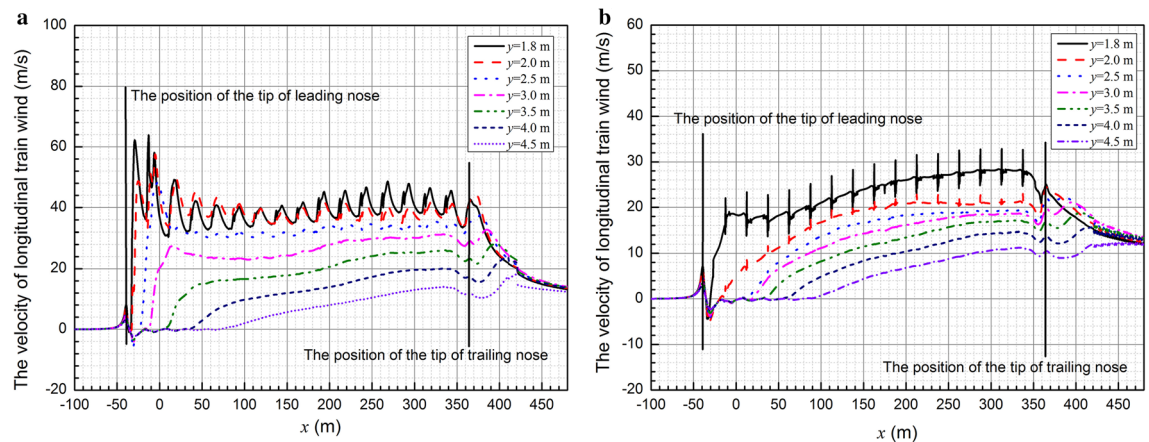 a
The velocity of longitudinal train wind (m/s)
100
80
60
40
20
0
-20
-100 -50 0 50 100 150 200 250 300 350 400 450
x (m)
y=1.8 m
y=2.0 m
y=2.5 m
y=3.0 m
y=3.5 m
y=4.0 m
y=4.5 m
The position of the tip of leading nose
The position of the tip of trailing nose
b
The velocity of longitudinal train wind (m/s)
60
50
40
30
20
10
0
-10
-20
-100 -50 0 50 100 150 200 250 300 350 400 450
x (m)
y=1.8 m
y=2.0 m
y=2.5 m
y=3.0 m
y=3.5 m
y=4.0 m
y=4.5 m
The position of the tip of leading nose
The position of the tip of trailing nose